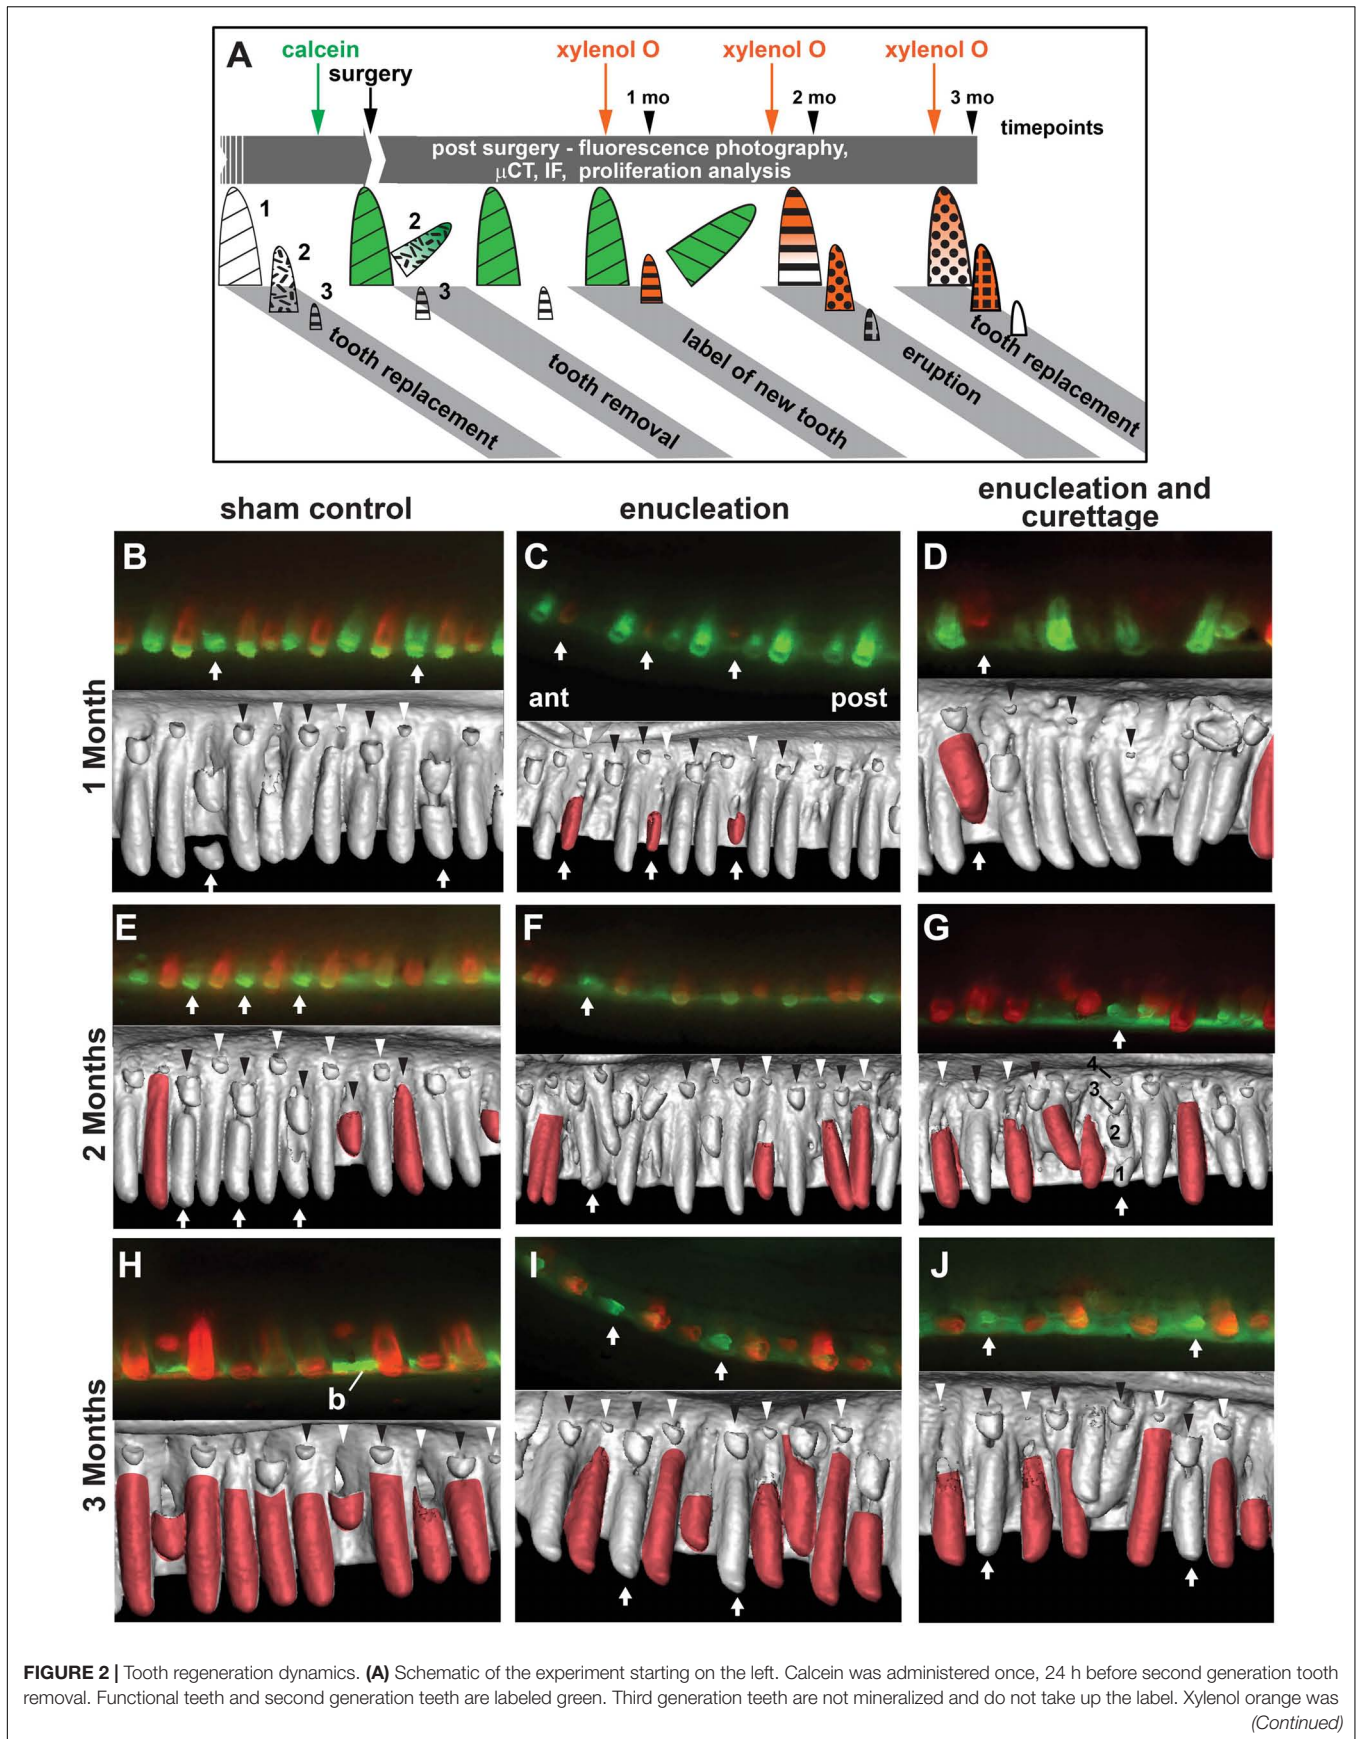 A
calcein
surgery
xylenol O
xylenol O
xylenol O
1 mo
2 mo
3 mo
timepoints
post surgery - fluorescence photography,
μCT, IF, proliferation analysis
1
2
3
2
3
tooth replacement
tooth removal
label of new tooth
eruption
tooth replacement
sham control
enucleation
enucleation and
curettage
1 Month
B
C
ant
post
D
2 Months
E
F
G
4
3
2
1
3 Months
H
b
I
J
FIGURE 2 | Tooth regeneration dynamics. (A) Schematic of the experiment starting on the left. Calcein was administered once, 24 h before second generation tooth
removal. Functional teeth and second generation teeth are labeled green. Third generation teeth are not mineralized and do not take up the label. Xylenol orange was
(Continued)